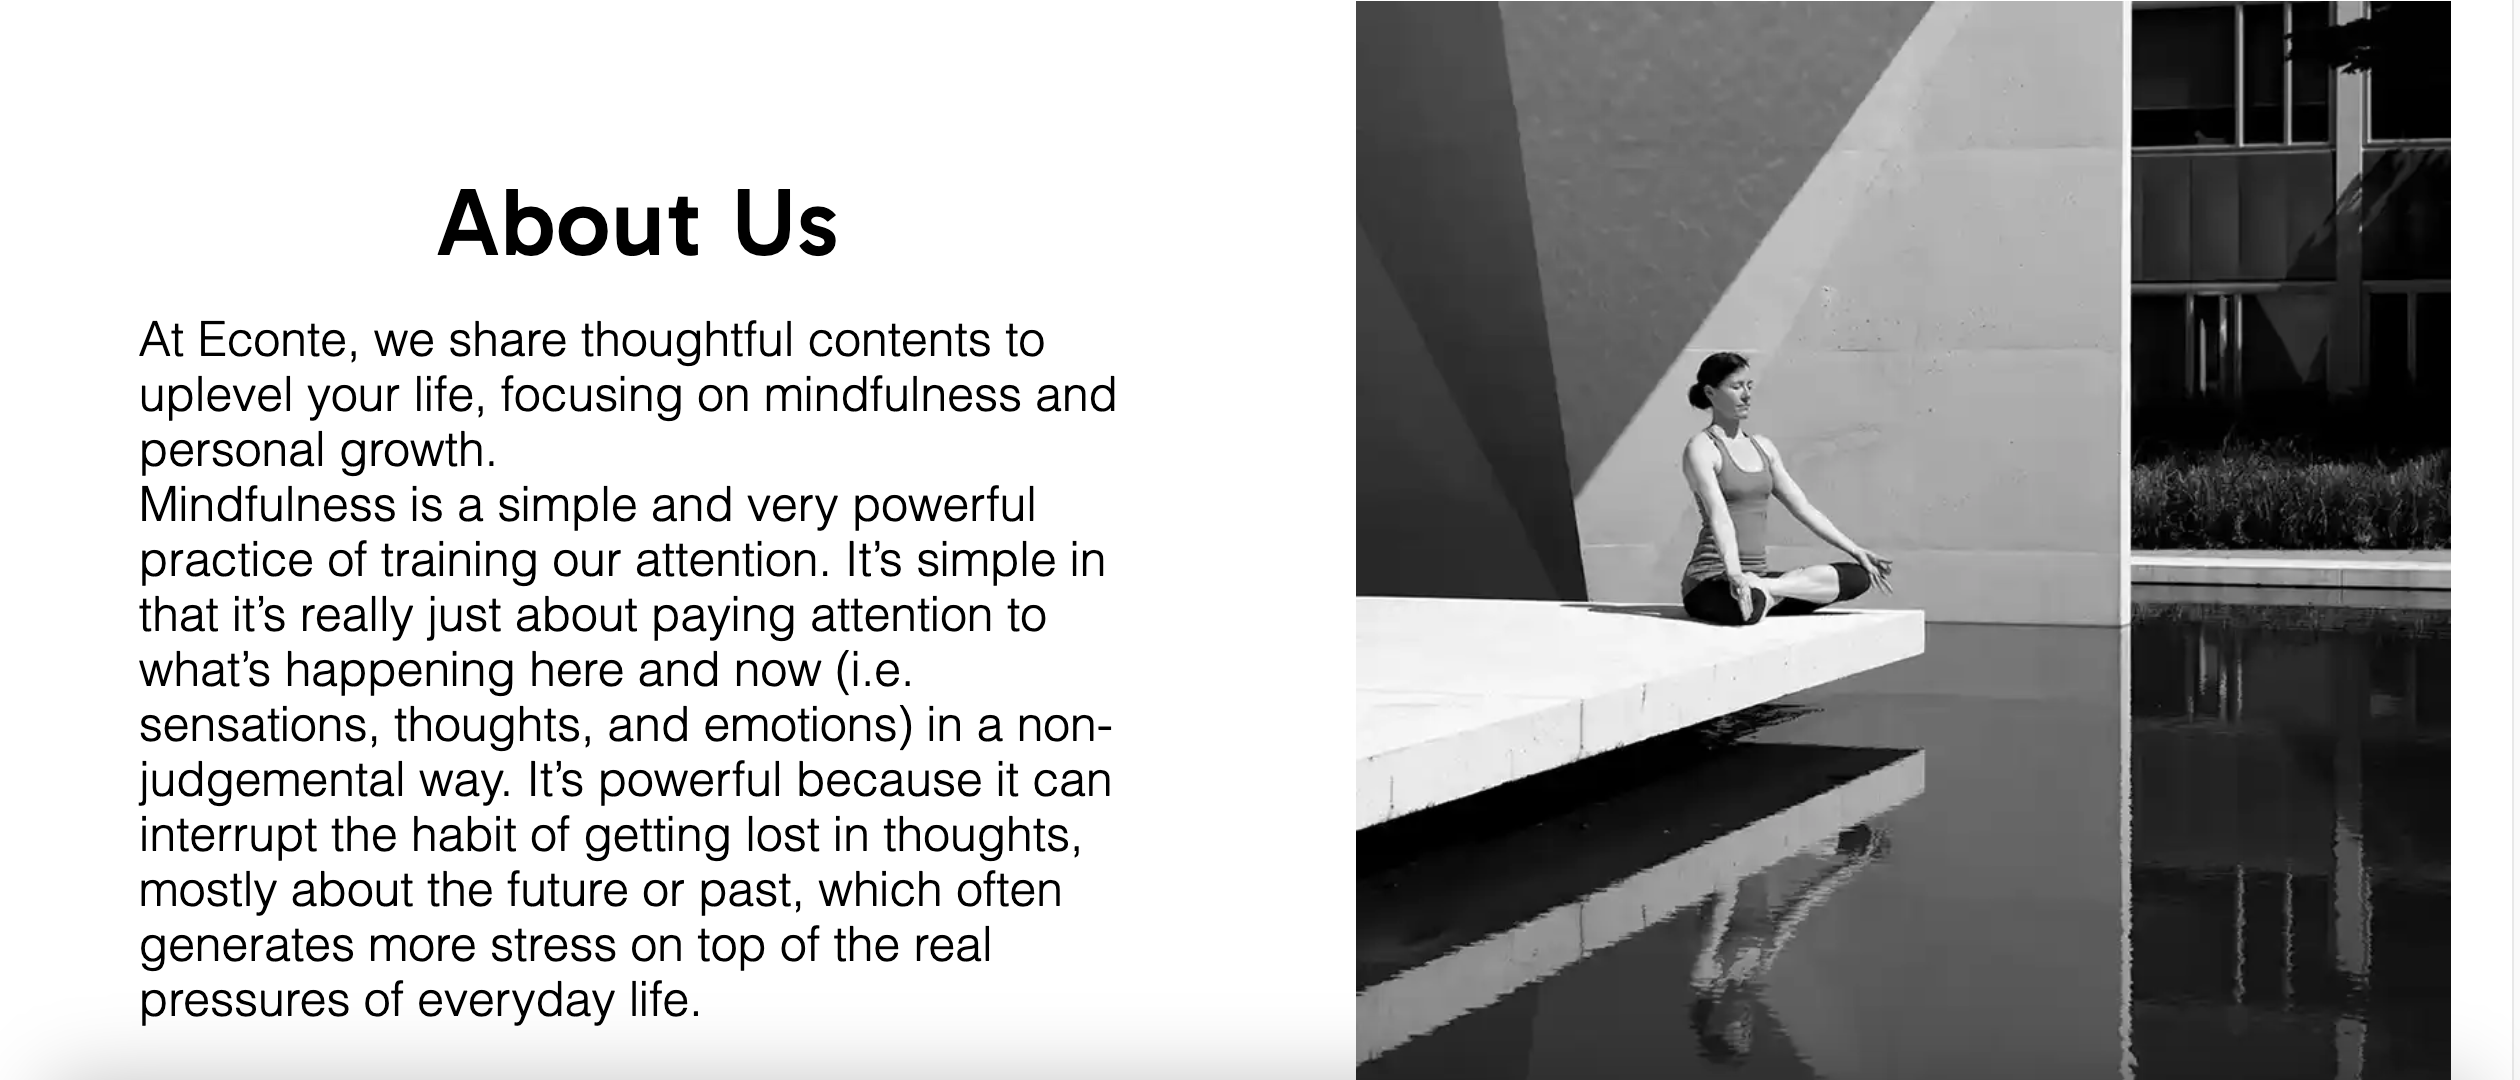 About Us
At Econte, we share thoughtful contents to
uplevel your life, focusing on mindfulness and
personal growth.
Mindfulness is a simple and very powerful
practice of training our attention. It’s simple in
that it’s really just about paying attention to
what’s happening here and now (i.e.
sensations, thoughts, and emotions) in a non-
judgemental way. It’s powerful because it can
interrupt the habit of getting lost in thoughts,
mostly about the future or past, which often
generates more stress on top of the real
pressures of everyday life.